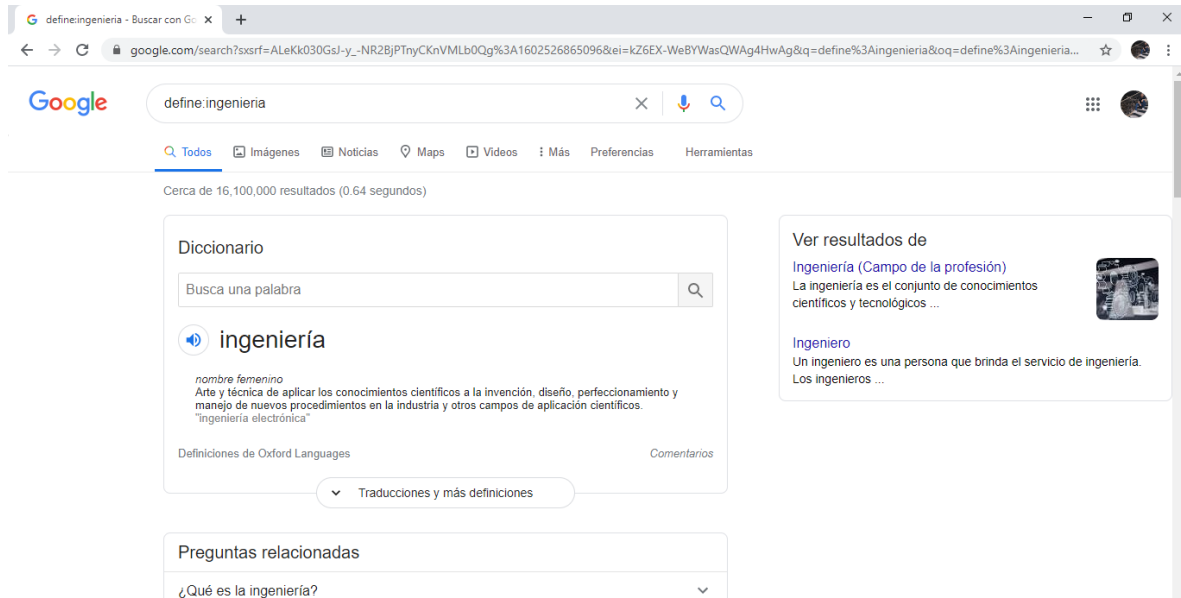 define:ingenieria - Buscar con Go
google.com/search?sxsrf=ALeKk030GsJ-y_-NR2BjPTnyCKnVMLb0Qg%3A1602526865096&ei=kZ6EX-WeBYWasQWAg4HwAg&q=define%3Aingenieria&oq=define%3Aingenieria...
Google
define:ingenieria
Todos Imágenes Noticias Maps Videos Más Preferencias Herramientas
Cerca de 16,100,000 resultados (0.64 segundos)
Diccionario
Busca una palabra
ingeniería
nombre femenino
Arte y técnica de aplicar los conocimientos científicos a la invención, diseño, perfeccionamiento y
manejo de nuevos procedimientos en la industria y otros campos de aplicación científicos.
"ingeniería electrónica"
Definiciones de Oxford Languages Comentarios
Traducciones y más definiciones
Preguntas relacionadas
¿Qué es la ingeniería?
Ver resultados de
Ingeniería (Campo de la profesión)
La ingeniería es el conjunto de conocimientos
científicos y tecnológicos ...
Ingeniero
Un ingeniero es una persona que brinda el servicio de ingeniería.
Los ingenieros ...